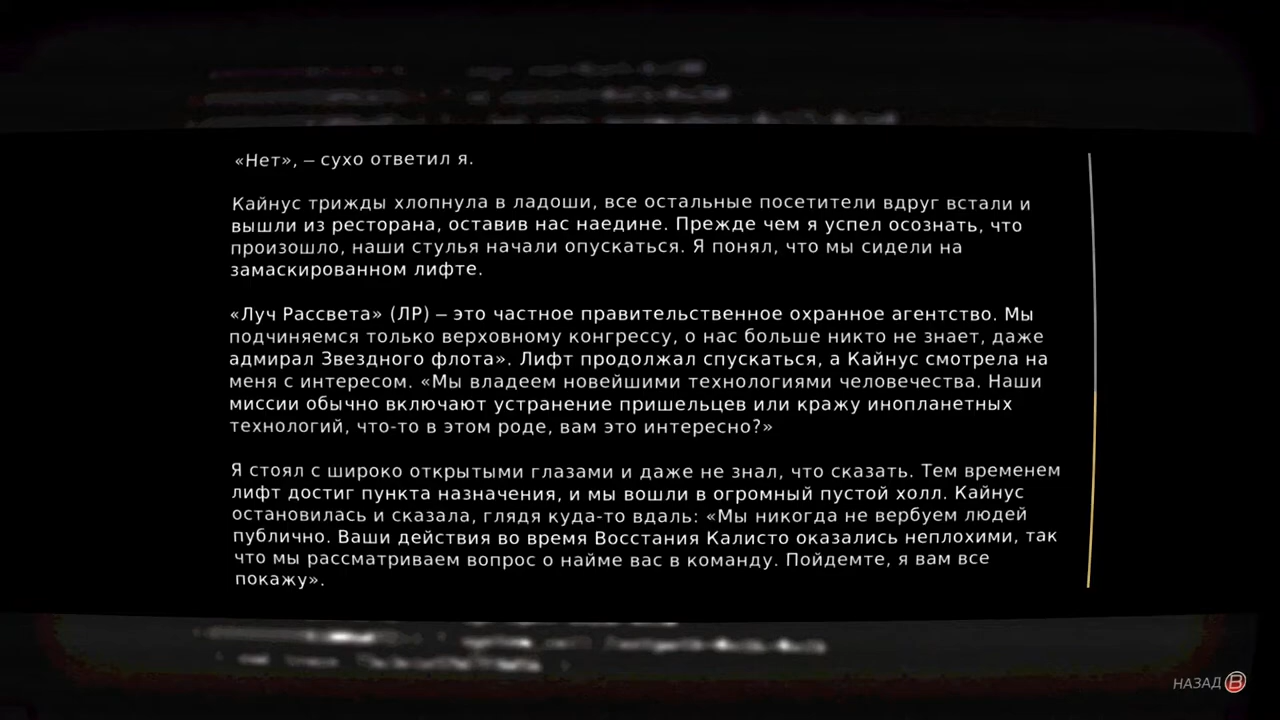 «Нет», – сухо ответил я.
Кайнус трижды хлопнула в ладоши, все остальные посетители вдруг встали и
вышли из ресторана, оставив нас наедине. Прежде чем я успел осознать, что
произошло, наши стулья начали опускаться. Я понял, что мы сидели на
замаскированном лифте.
«Луч Рассвета» (ЛР) – это частное правительственное охранное агентство. Мы
подчиняемся только верховному конгрессу, о нас больше никто не знает, даже
адмирал Звездного флота». Лифт продолжал спускаться, а Кайнус смотрела на
меня с интересом. «Мы владеем новейшими технологиями человечества. Наши
миссии обычно включают устранение пришельцев или кражу инопланетных
технологий, что-то в этом роде, вам это интересно?»
Я стоял с широко открытыми глазами и даже не знал, что сказать. Тем временем
лифт достиг пункта назначения, и мы вошли в огромный пустой холл. Кайнус
остановилась и сказала, глядя куда-то вдаль: «Мы никогда не вербуем людей
публично. Ваши действия во время Восстания Калисто оказались неплохими, так
что мы рассматриваем вопрос о найме вас в команду. Пойдемте, я вам все
покажу».
НАЗАД B